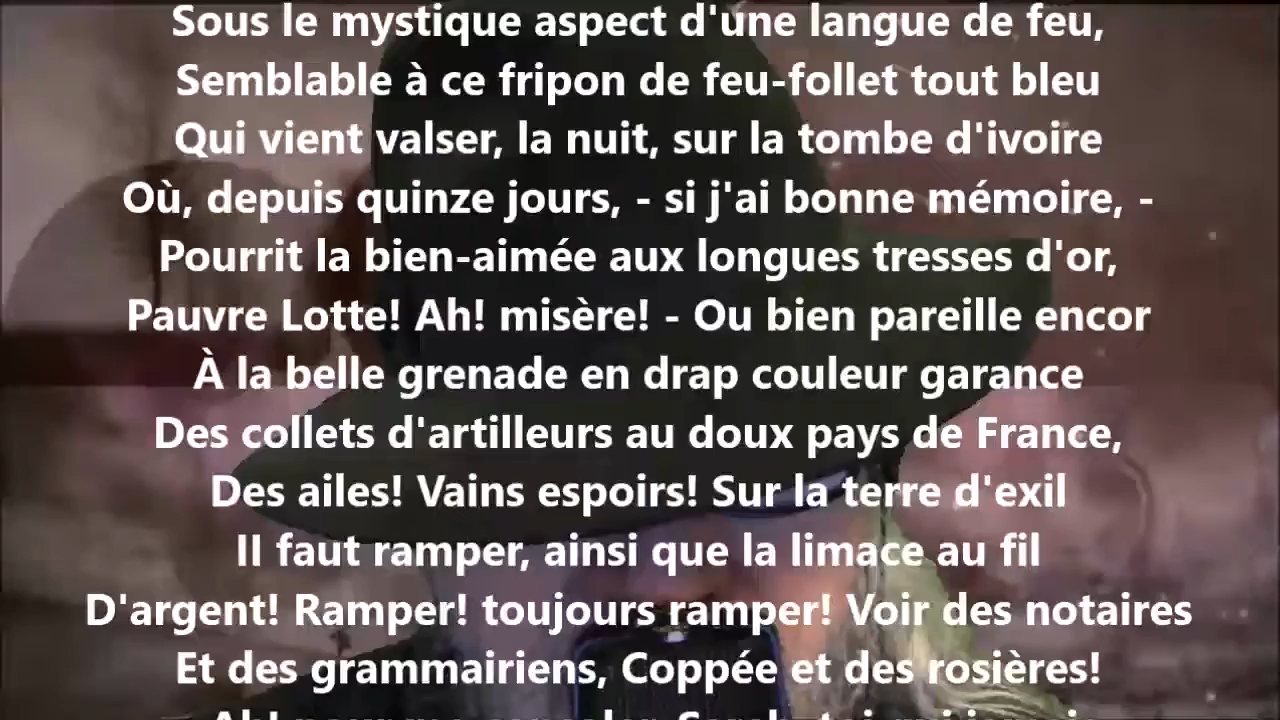 Sous le mystique aspect d'une langue de feu,
Semblable à ce fripon de feu-follet tout bleu
Qui vient valser, la nuit, sur la tombe d'ivoire
Où, depuis quinze jours, - si j'ai bonne mémoire, -
Pourrit la bien-aimée aux longues tresses d'or,
Pauvre Lotte! Ah! misère! - Ou bien pareille encor
À la belle grenade en drap couleur garance
Des collets d'artilleurs au doux pays de France,
Des ailes! Vains espoirs! Sur la terre d'exil
II faut ramper, ainsi que la limace au fil
D'argent! Ramper! toujours ramper! Voir des notaires
Et des grammairiens, Coppée et des rosières!